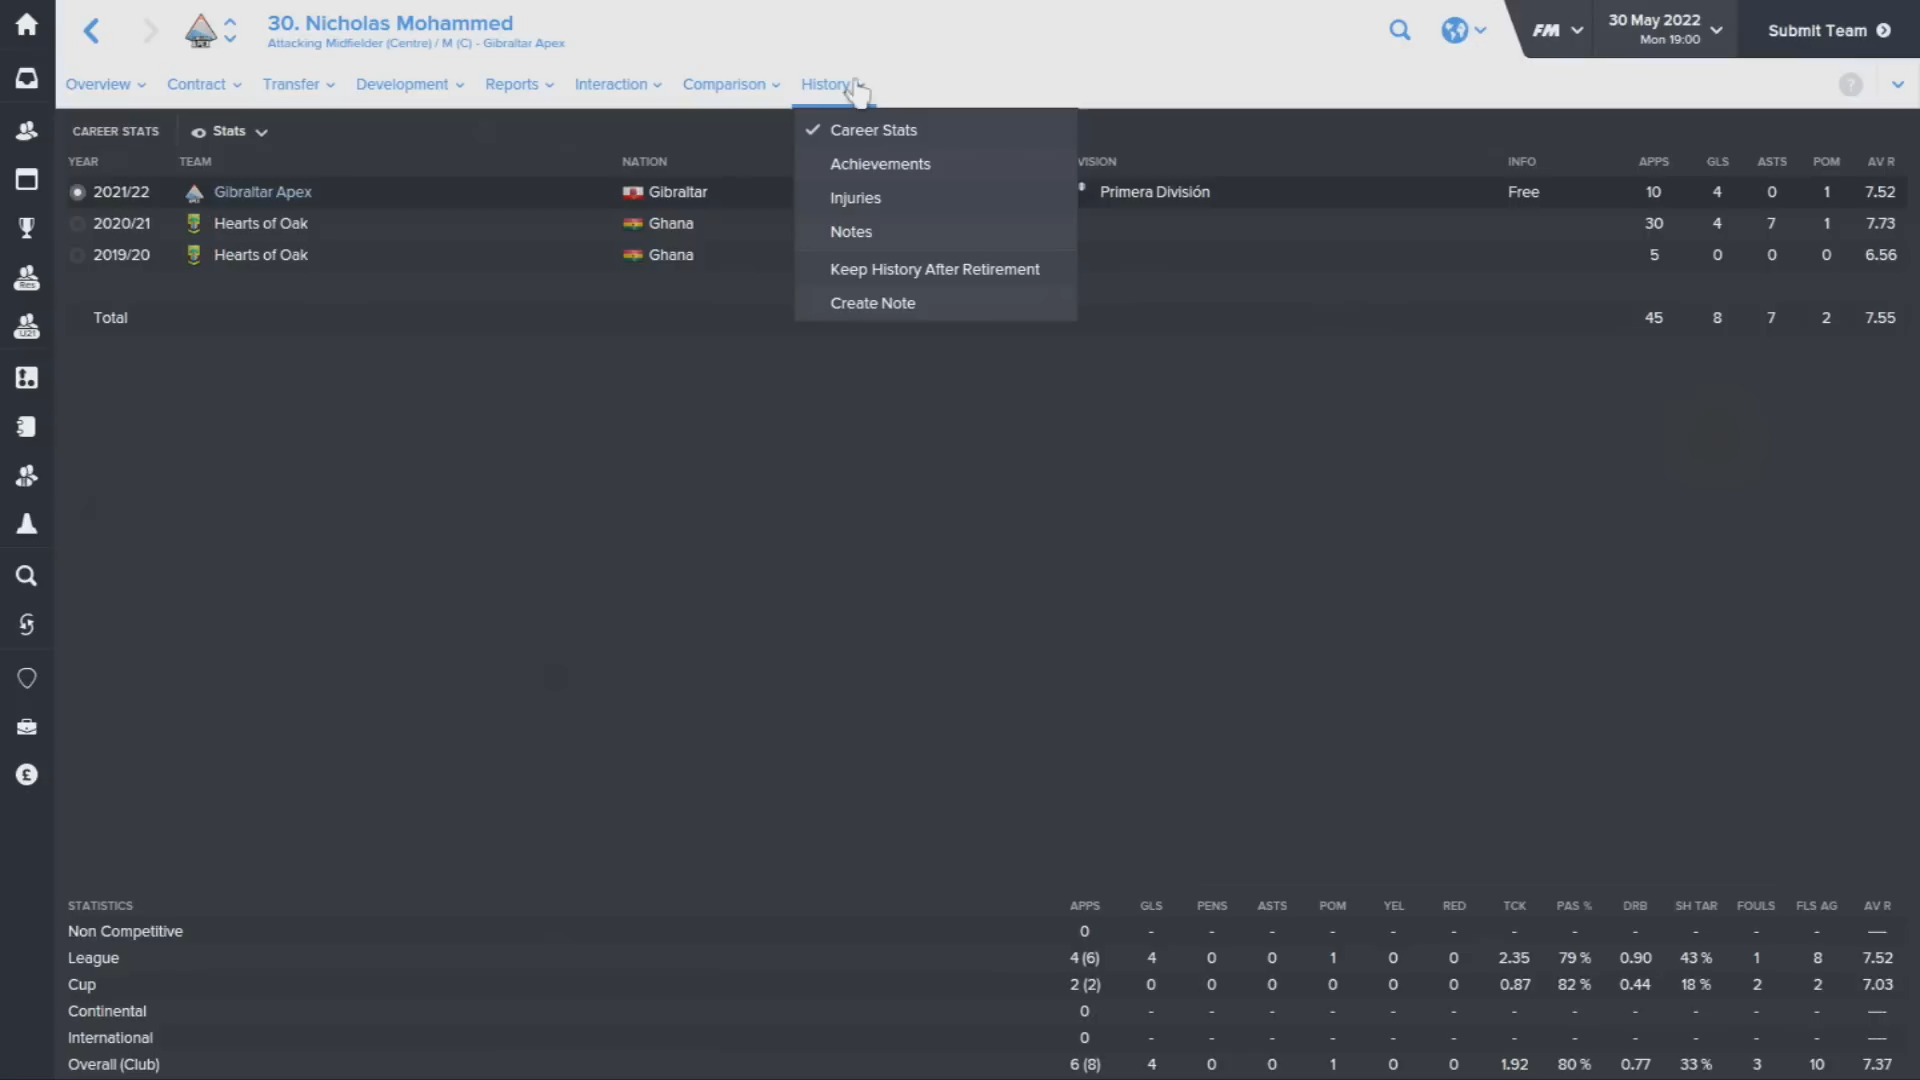 30. Nicholas Mohammed
Attacking Midfielder (Centre) / M (C) - Gibraltar Apex
FM
30 May 2022
Mon 19:00
Submit Team
Overview Contract Transfer Development Reports Interaction Comparison History
?
CAREER STATS Stats
Career Stats
Achievements
Injuries
Notes
Keep History After Retirement
Create Note
YEAR TEAM NATION VISION INFO APPS GLS ASTS POM AV R
2021/22 Gibraltar Apex Gibraltar Primera División Free 10 4 0 1 7.52
2020/21 Hearts of Oak Ghana 30 4 7 1 7.73
2019/20 Hearts of Oak Ghana 5 0 0 0 6.56
Total 45 8 7 2 7.55
Res
U21
£
STATISTICS APPS GLS PENS ASTS POM YEL RED TCK PAS % DRB SH TAR FOULS FLS AG AV R
Non Competitive 0 - - - - - - - - - - - - —
League 4 (6) 4 0 0 1 0 0 2.35 79 % 0.90 43 % 1 8 7.52
Cup 2 (2) 0 0 0 0 0 0 0.87 82 % 0.44 18 % 2 2 7.03
Continental 0 - - - - - - - - - - - - —
International 0 - - - - - - - - - - - - —
Overall (Club) 6 (8) 4 0 0 1 0 0 1.92 80 % 0.77 33 % 3 10 7.37